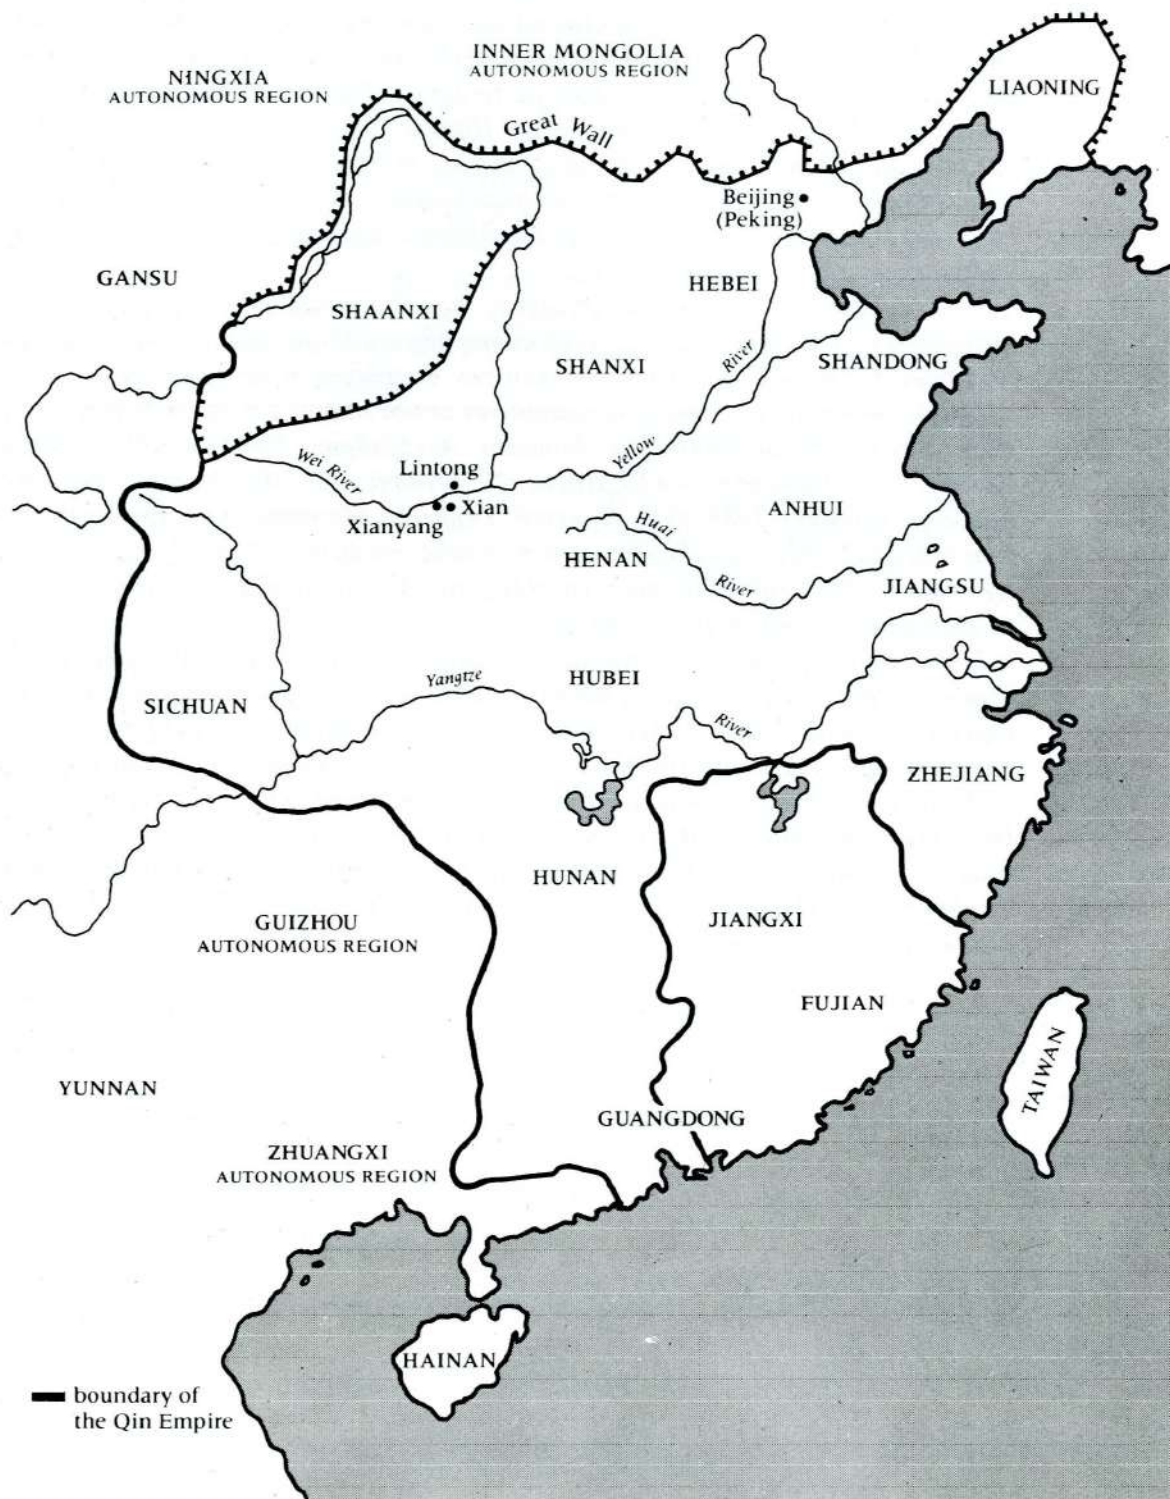 INNER MONGOLIA
AUTONOMOUS REGION
NINGXIA
AUTONOMOUS REGION
LIAONING
Great Wall
Beijing
(Peking)
GANSU
HEBEI
SHAANXI
SHANXI
River
SHANDONG
Yellow
Wei River
Lintong
Xian
Xianyang
ANHUI
Huai
HENAN
River
JIANGSU
Yangtze
HUBEI
SICHUAN
River
ZHEJIANG
HUNAN
JIANGXI
GUIZHOU
AUTONOMOUS REGION
FUJIAN
TAIWAN
YUNNAN
GUANGDONG
ZHUANGXI
AUTONOMOUS REGION
HAINAN
boundary of
the Qin Empire